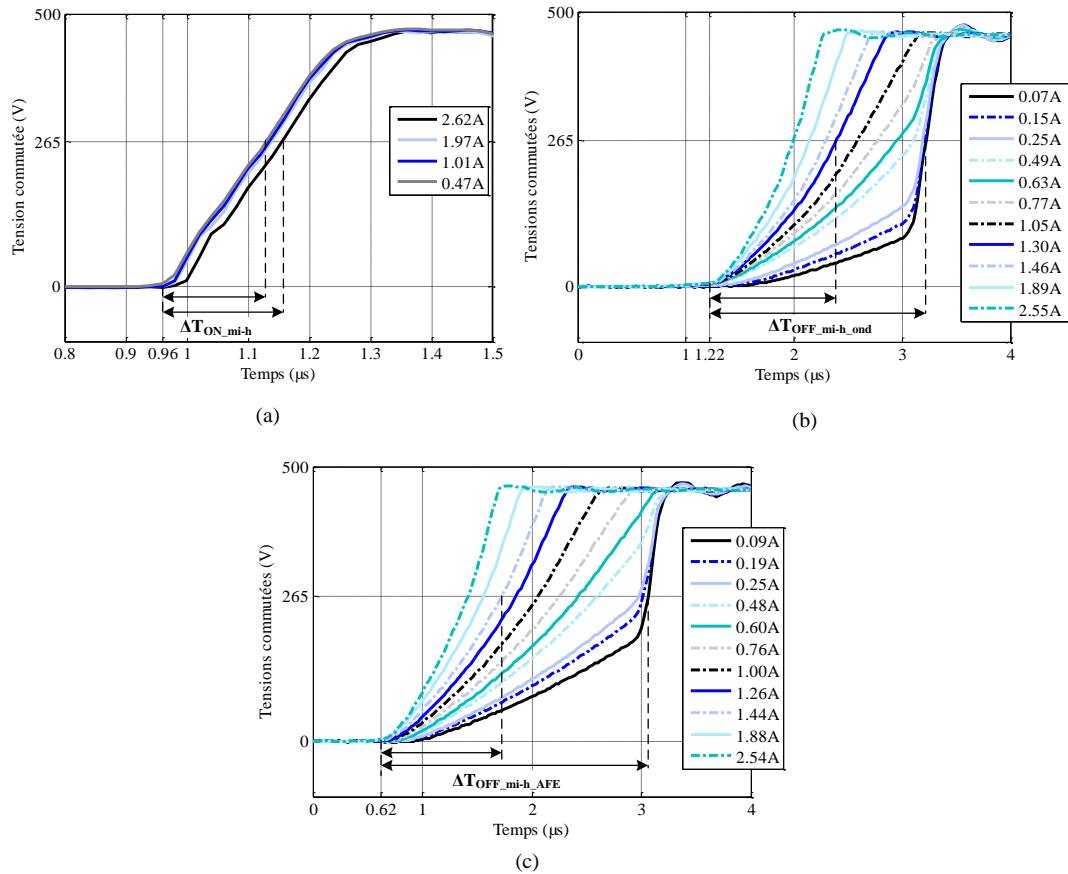 500
265
0
Tension commutée (V)
2.62A
1.97A
1.01A
0.47A
ΔT_ON_mi-h
0.8 0.9 0.96 1 1.1 1.2 1.3 1.4 1.5
Temps (µs)
(a)
500
265
0
Tensions commutées (V)
0.07A
0.15A
0.25A
0.49A
0.63A
0.77A
1.05A
1.30A
1.46A
1.89A
2.55A
ΔT_OFF_mi-h_ond
0 1 1.22 2 3 4
Temps (µs)
(b)
500
265
0
Tensions commutées (V)
0.09A
0.19A
0.25A
0.48A
0.60A
0.76A
1.00A
1.26A
1.44A
1.88A
2.54A
ΔT_OFF_mi-h_AFE
0 0.62 1 2 3 4
Temps (µs)
(c)